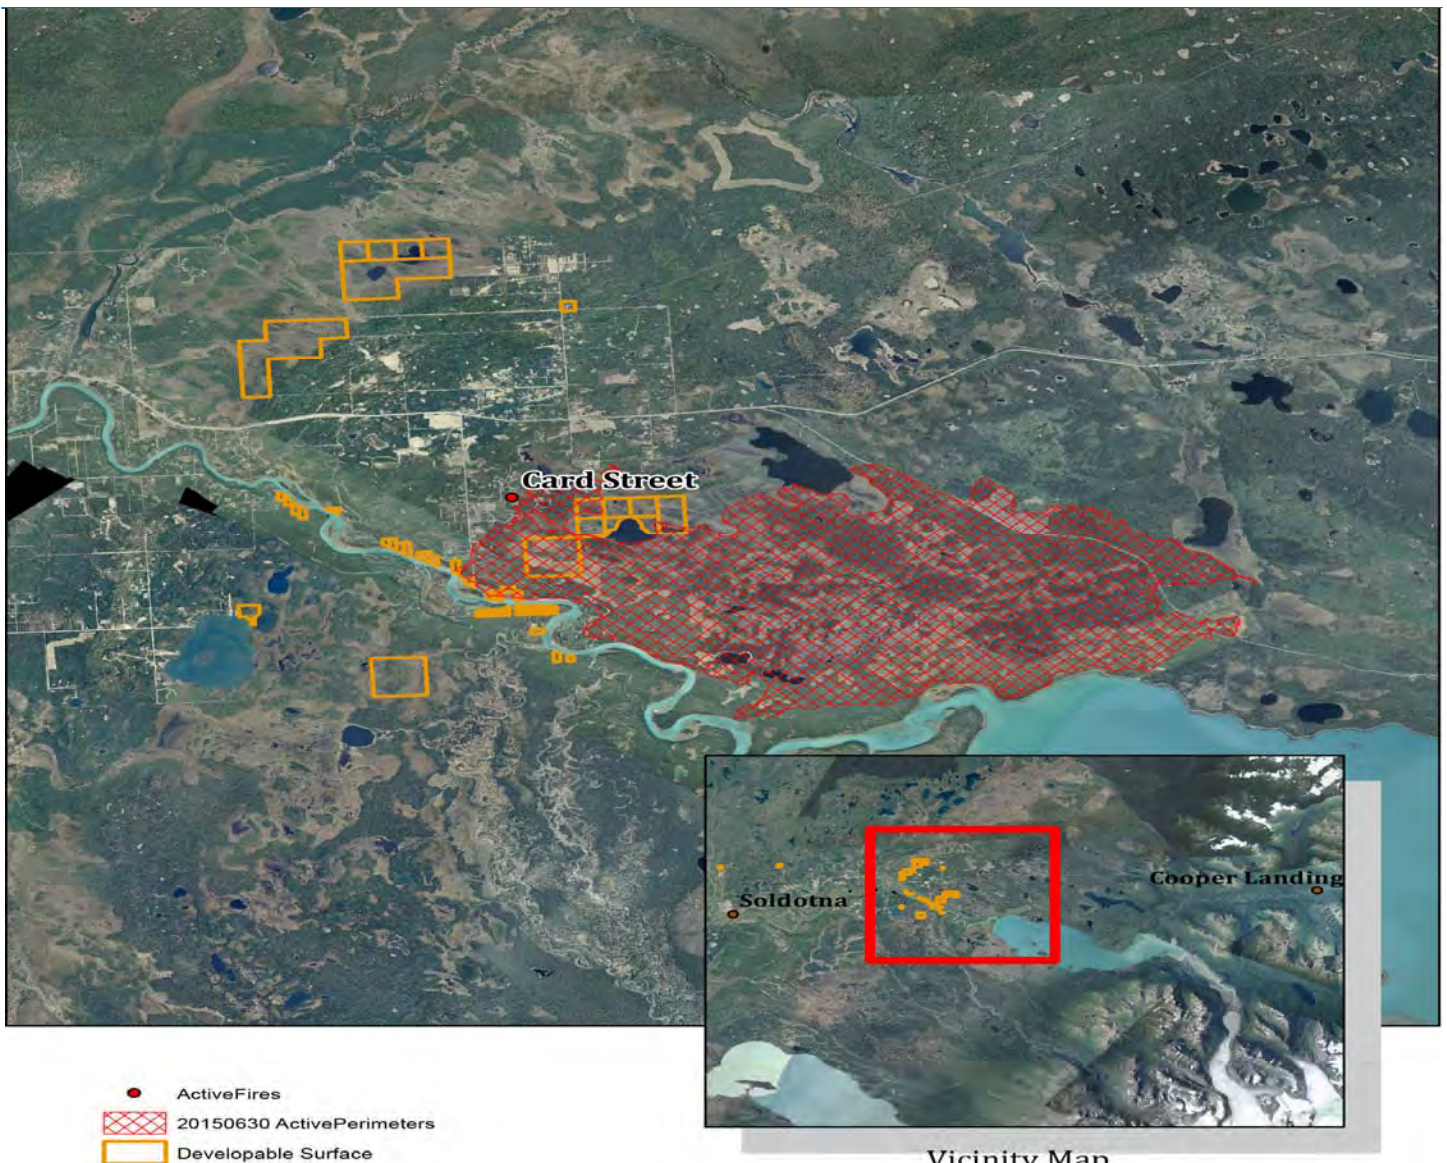 Card Street
Soldotna
Cooper Landing
ActiveFires
20150630 ActivePerimeters
Developable Surface
Vicinity Map